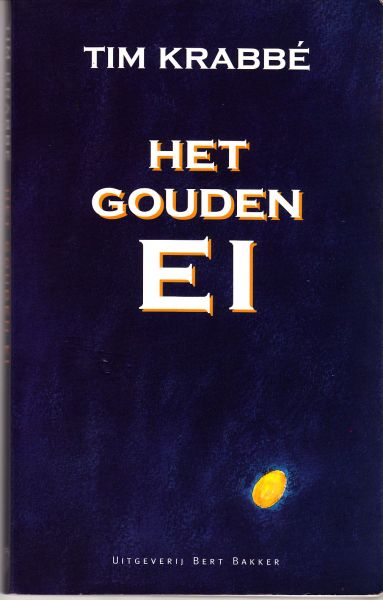 TIM KRABBÉ
HET
GOUDEN
EI
UITGEVERIJ BERT BAKKER